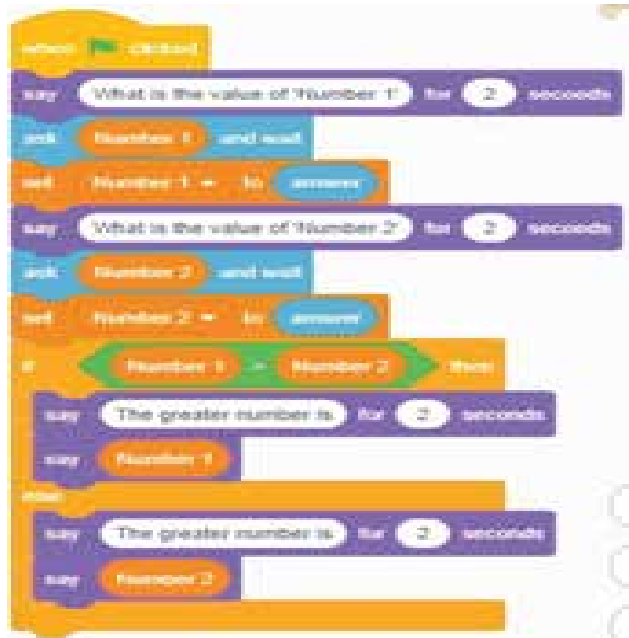 when clicked
say What is the value of 'Number 1' for 2 seconds
ask Number 1 and wait
set Number 1 to answer
say What is the value of 'Number 2' for 2 seconds
ask Number 2 and wait
set Number 2 to answer
if Number 1 > Number 2 then
say The greater number is for 2 seconds
say Number 1
else
say The greater number is for 2 seconds
say Number 2